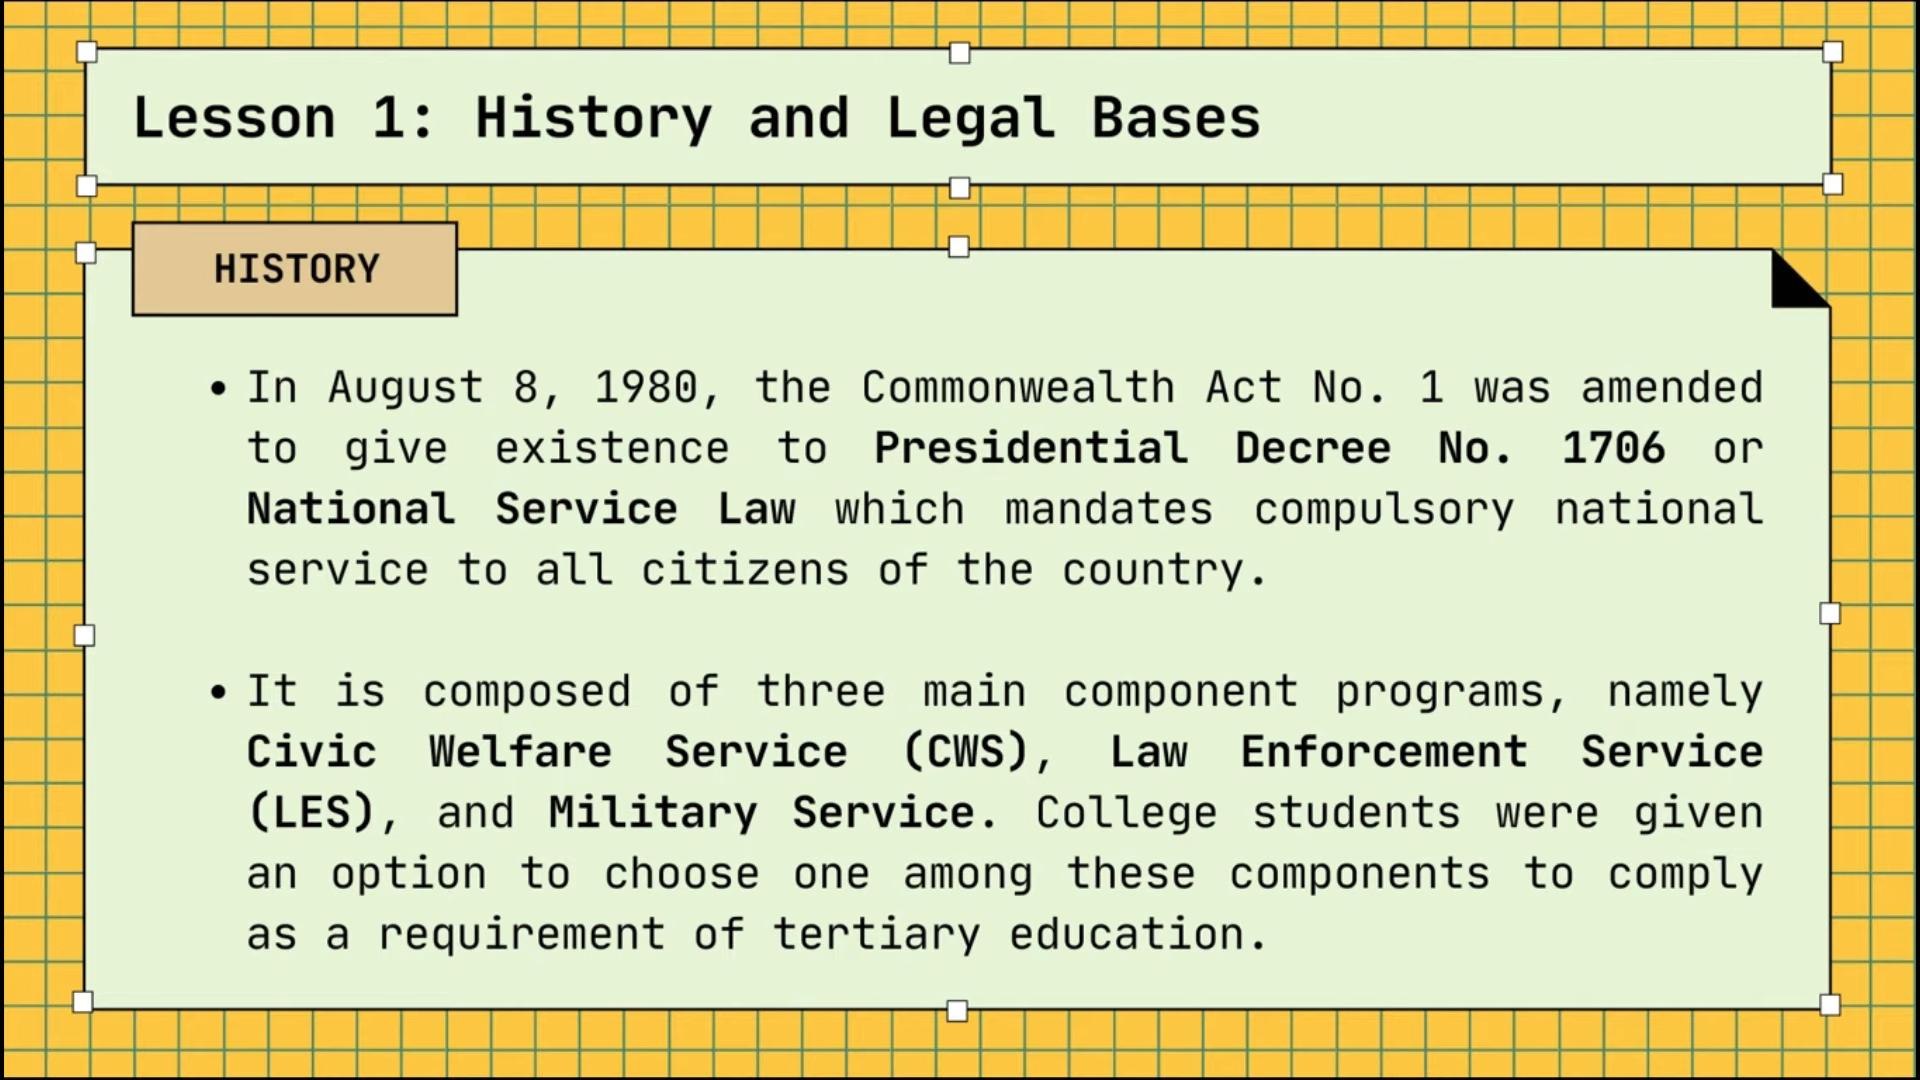 Lesson 1: History and Legal Bases
HISTORY
• In August 8, 1980, the Commonwealth Act No. 1 was amended
to give existence to Presidential Decree No. 1706 or
National Service Law which mandates compulsory national
service to all citizens of the country.
• It is composed of three main component programs, namely
Civic Welfare Service (CWS), Law Enforcement Service
(LES), and Military Service. College students were given
an option to choose one among these components to comply
as a requirement of tertiary education.